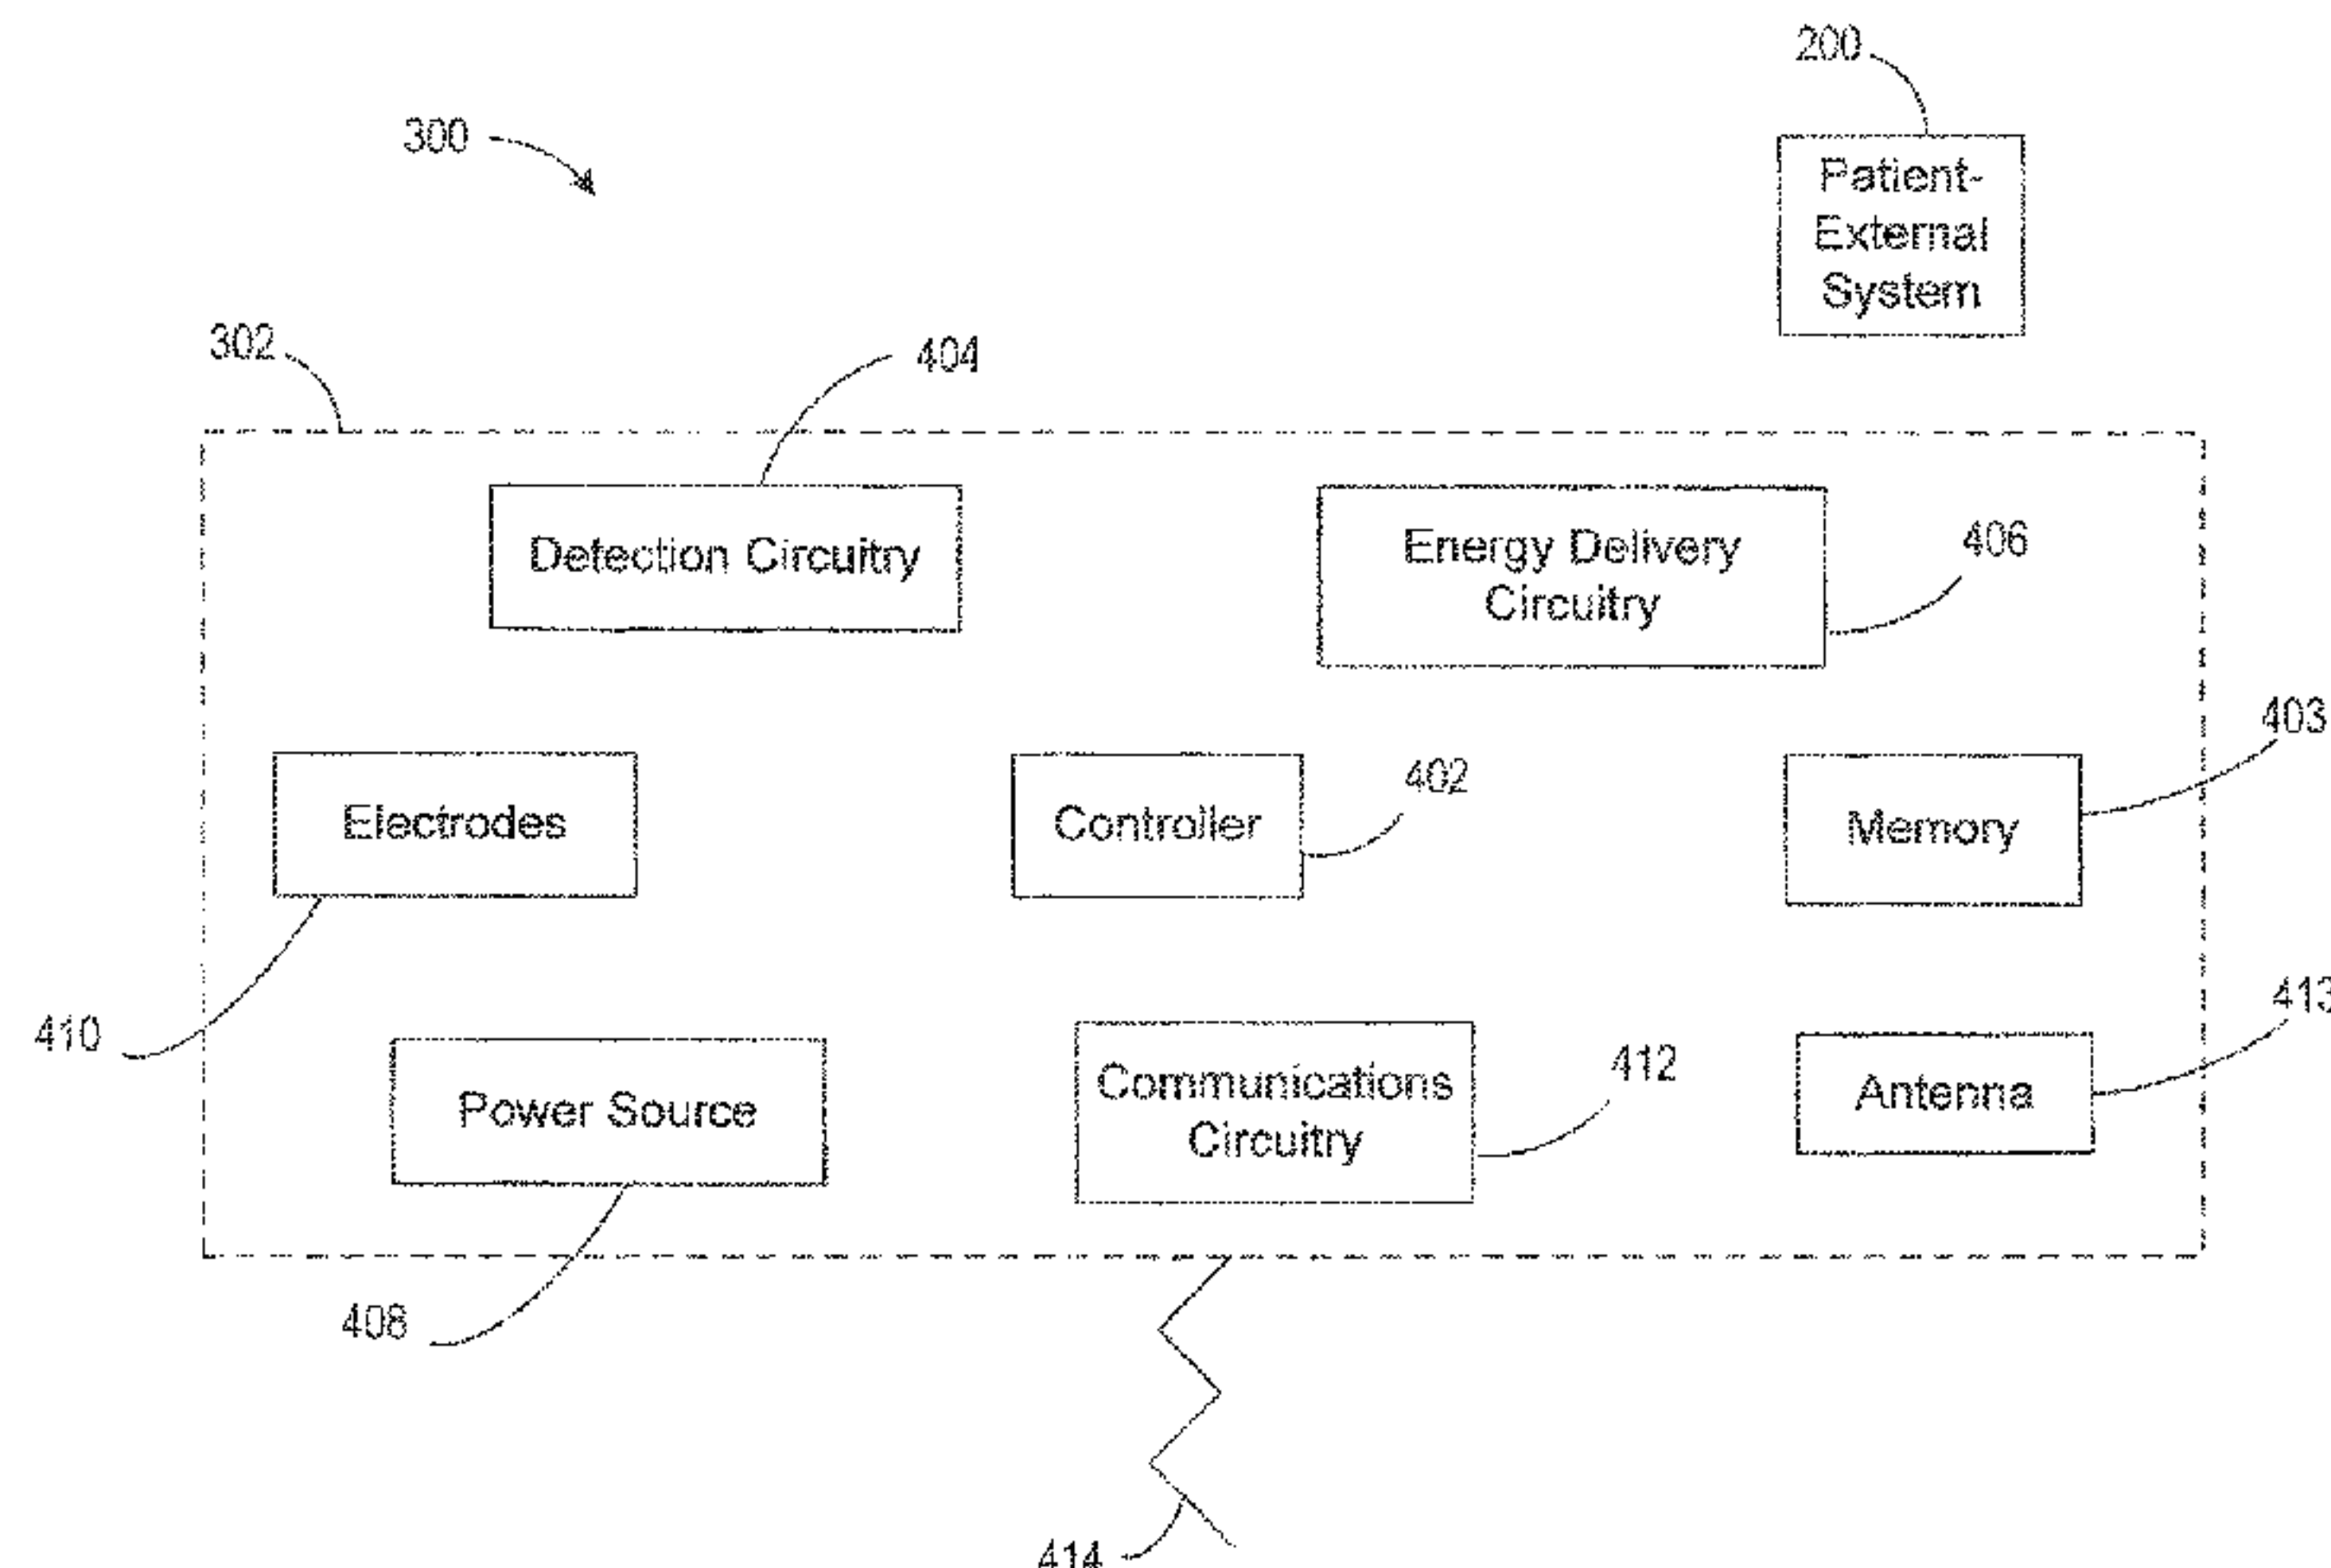 200
300
Patient-
External
System
302
404
Detection Circuitry
Energy Delivery
Circuitry
406
403
Electrodes
Controller
402
Memory
410
413
Power Source
Communications
Circuitry
412
Antenna
408
414